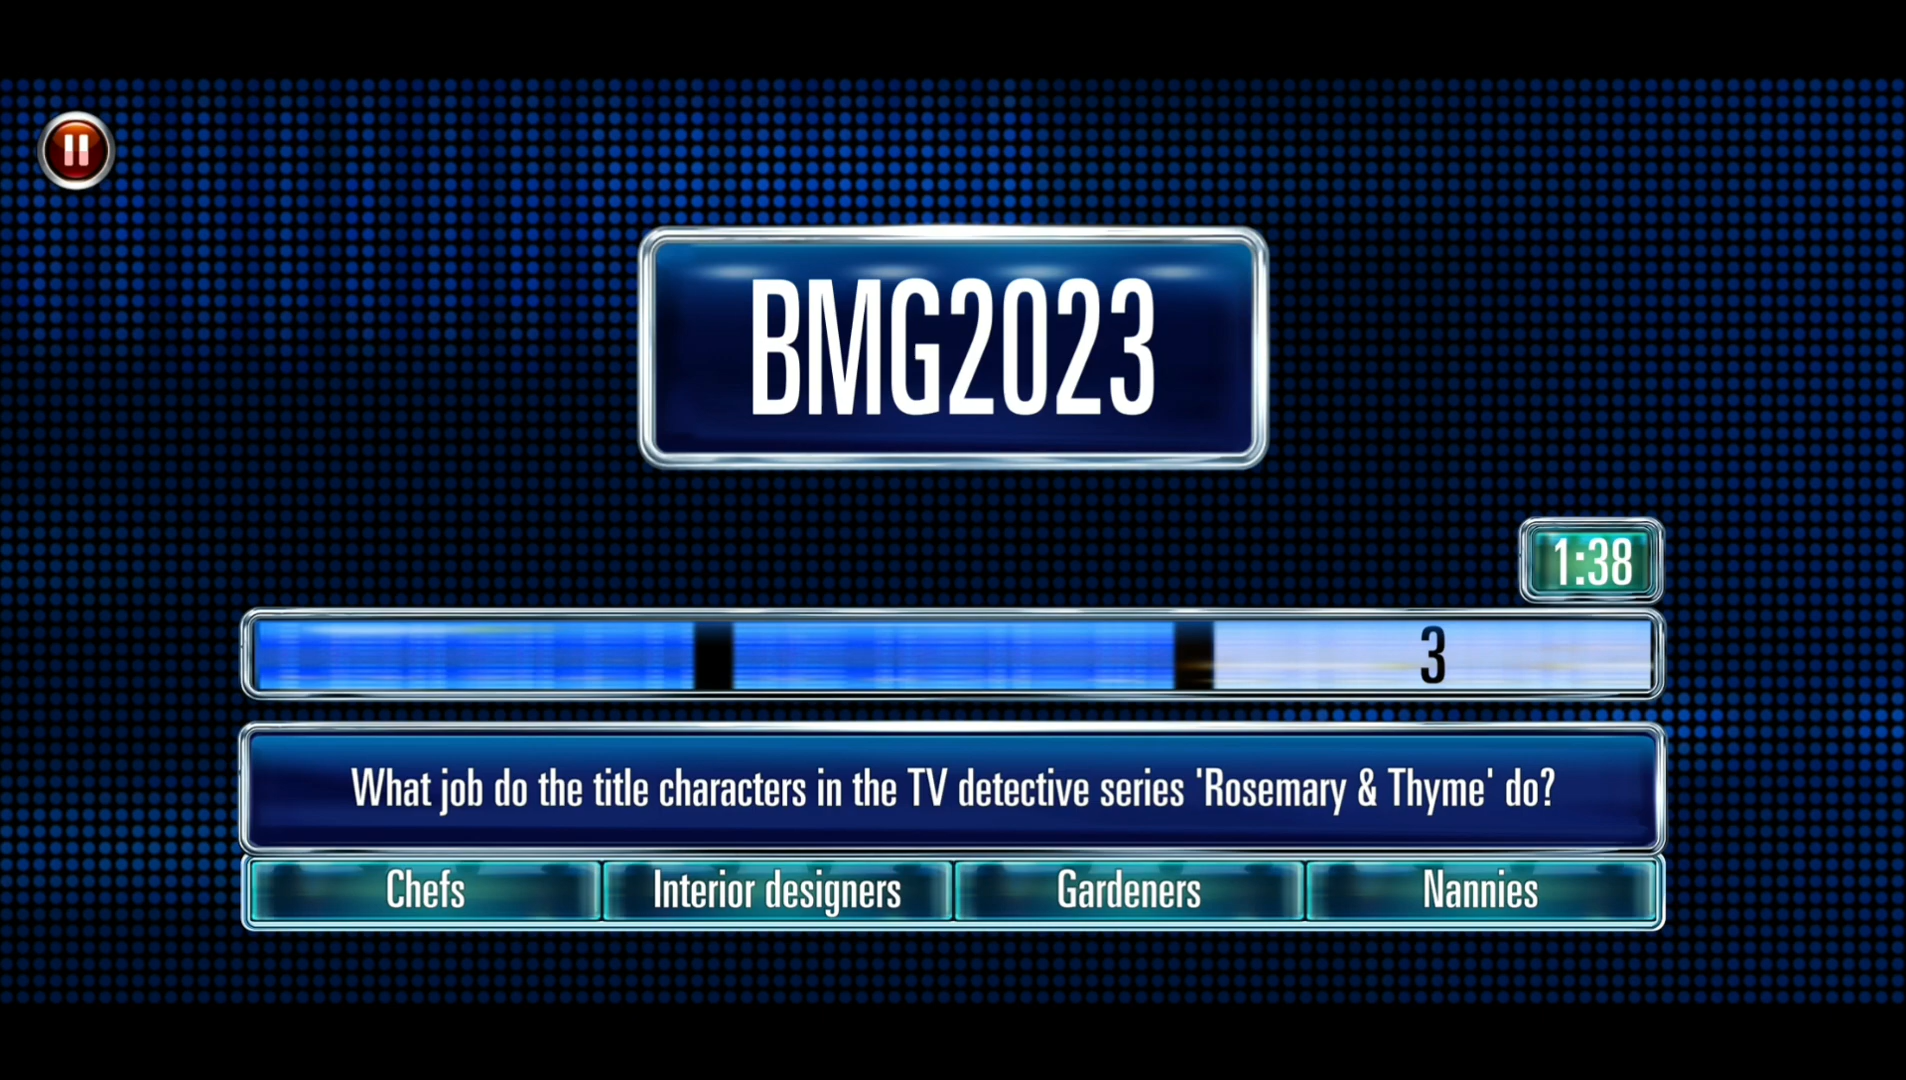 BMG2023
1:38
3
What job do the title characters in the TV detective series 'Rosemary & Thyme' do?
Chefs
Interior designers
Gardeners
Nannies